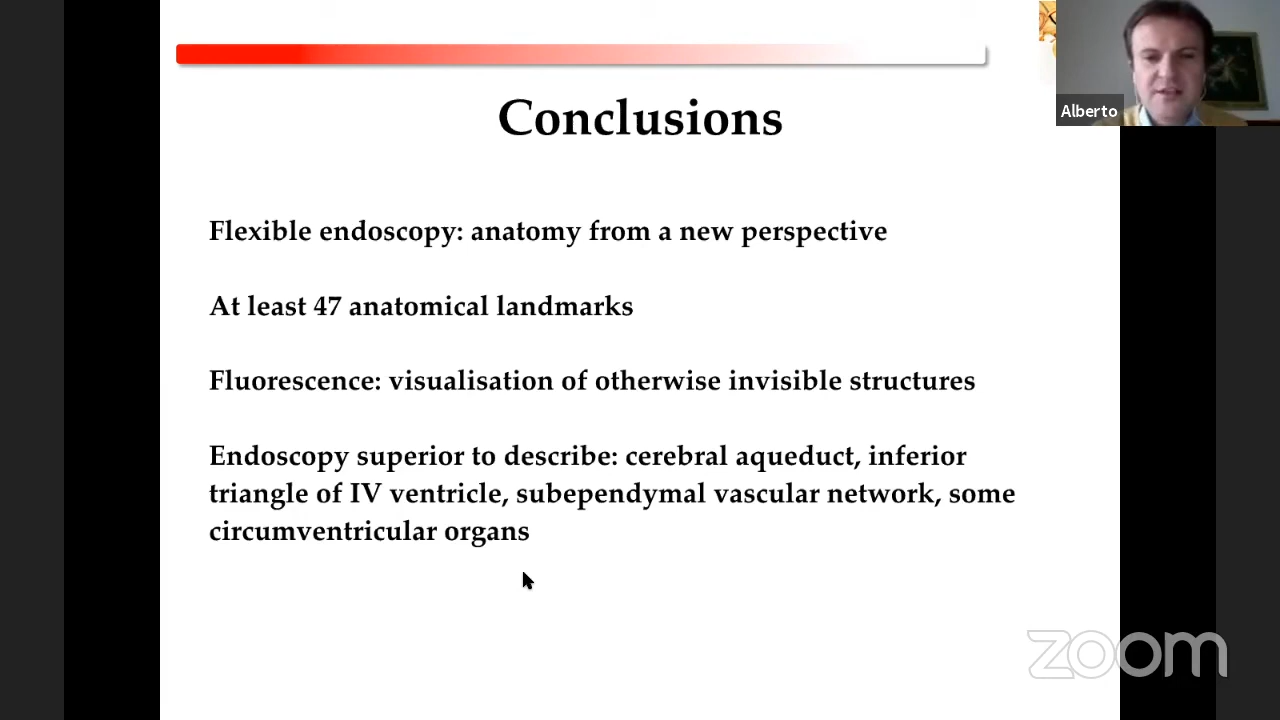 Alberto
Conclusions
Flexible endoscopy: anatomy from a new perspective
At least 47 anatomical landmarks
Fluorescence: visualisation of otherwise invisible structures
Endoscopy superior to describe: cerebral aqueduct, inferior
triangle of IV ventricle, subependymal vascular network, some
circumventricular organs
zoom